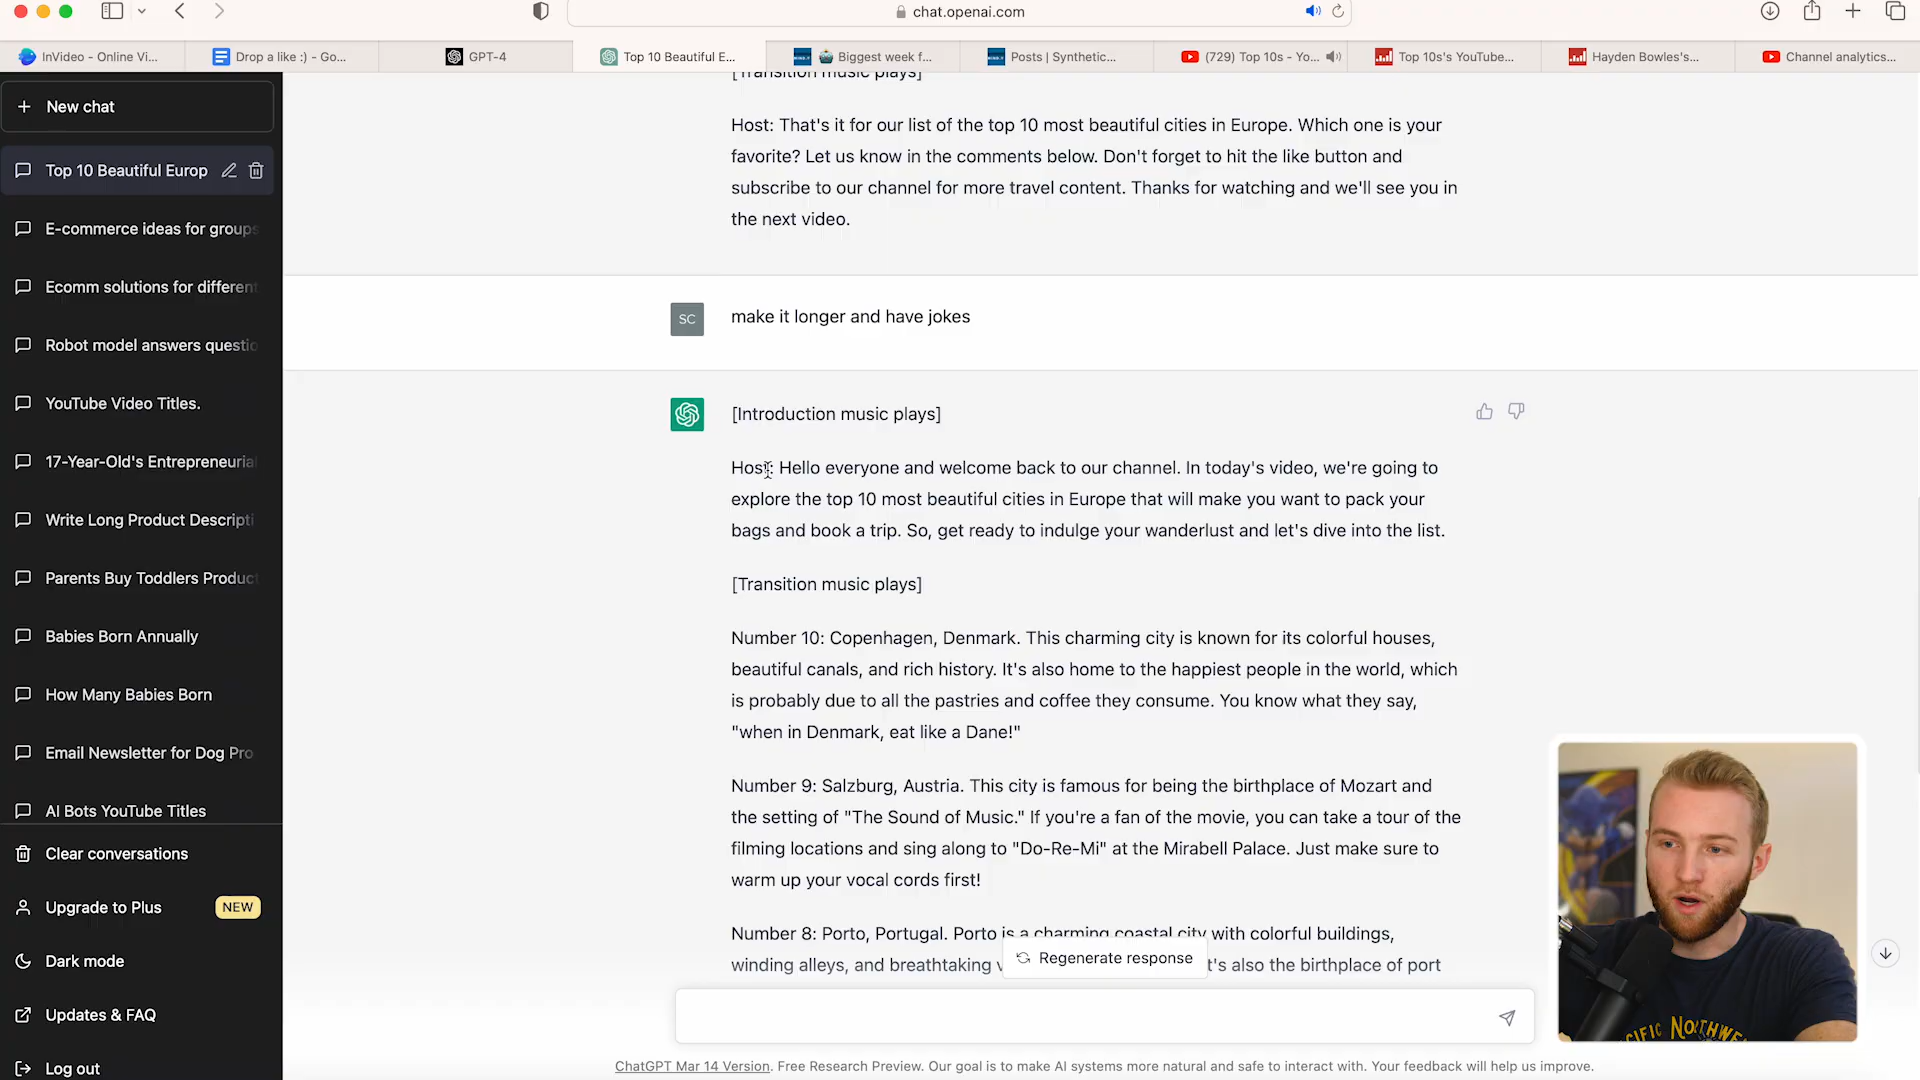 chat.openai.com
InVideo - Online Vi...
Drop a like :) - Go...
GPT-4
Top 10 Beautiful E...
Biggest week f...
Posts | Synthetic...
(729) Top 10s - Yo...
Top 10s's YouTube...
Hayden Bowles's...
Channel analytics...
New chat
Top 10 Beautiful Europ
E-commerce ideas for groups
Ecomm solutions for different
Robot model answers questio
YouTube Video Titles.
17-Year-Old's Entrepreneuria
Write Long Product Descripti
Parents Buy Toddlers Product
Babies Born Annually
How Many Babies Born
Email Newsletter for Dog Pro
AI Bots YouTube Titles
Clear conversations
Upgrade to Plus NEW
Dark mode
Updates & FAQ
Log out
[Transition music plays]
Host: That's it for our list of the top 10 most beautiful cities in Europe. Which one is your
favorite? Let us know in the comments below. Don't forget to hit the like button and
subscribe to our channel for more travel content. Thanks for watching and we'll see you in
the next video.
SC
make it longer and have jokes
[Introduction music plays]
Host: Hello everyone and welcome back to our channel. In today's video, we're going to
explore the top 10 most beautiful cities in Europe that will make you want to pack your
bags and book a trip. So, get ready to indulge your wanderlust and let's dive into the list.
[Transition music plays]
Number 10: Copenhagen, Denmark. This charming city is known for its colorful houses,
beautiful canals, and rich history. It's also home to the happiest people in the world, which
is probably due to all the pastries and coffee they consume. You know what they say,
"when in Denmark, eat like a Dane!"
Number 9: Salzburg, Austria. This city is famous for being the birthplace of Mozart and
the setting of "The Sound of Music." If you're a fan of the movie, you can take a tour of the
filming locations and sing along to "Do-Re-Mi" at the Mirabell Palace. Just make sure to
warm up your vocal cords first!
Number 8: Porto, Portugal. Porto is a charming coastal city with colorful buildings,
winding alleys, and breathtaking t's also the birthplace of port
Regenerate response
ChatGPT Mar 14 Version. Free Research Preview. Our goal is to make AI systems more natural and safe to interact with. Your feedback will help us improve.